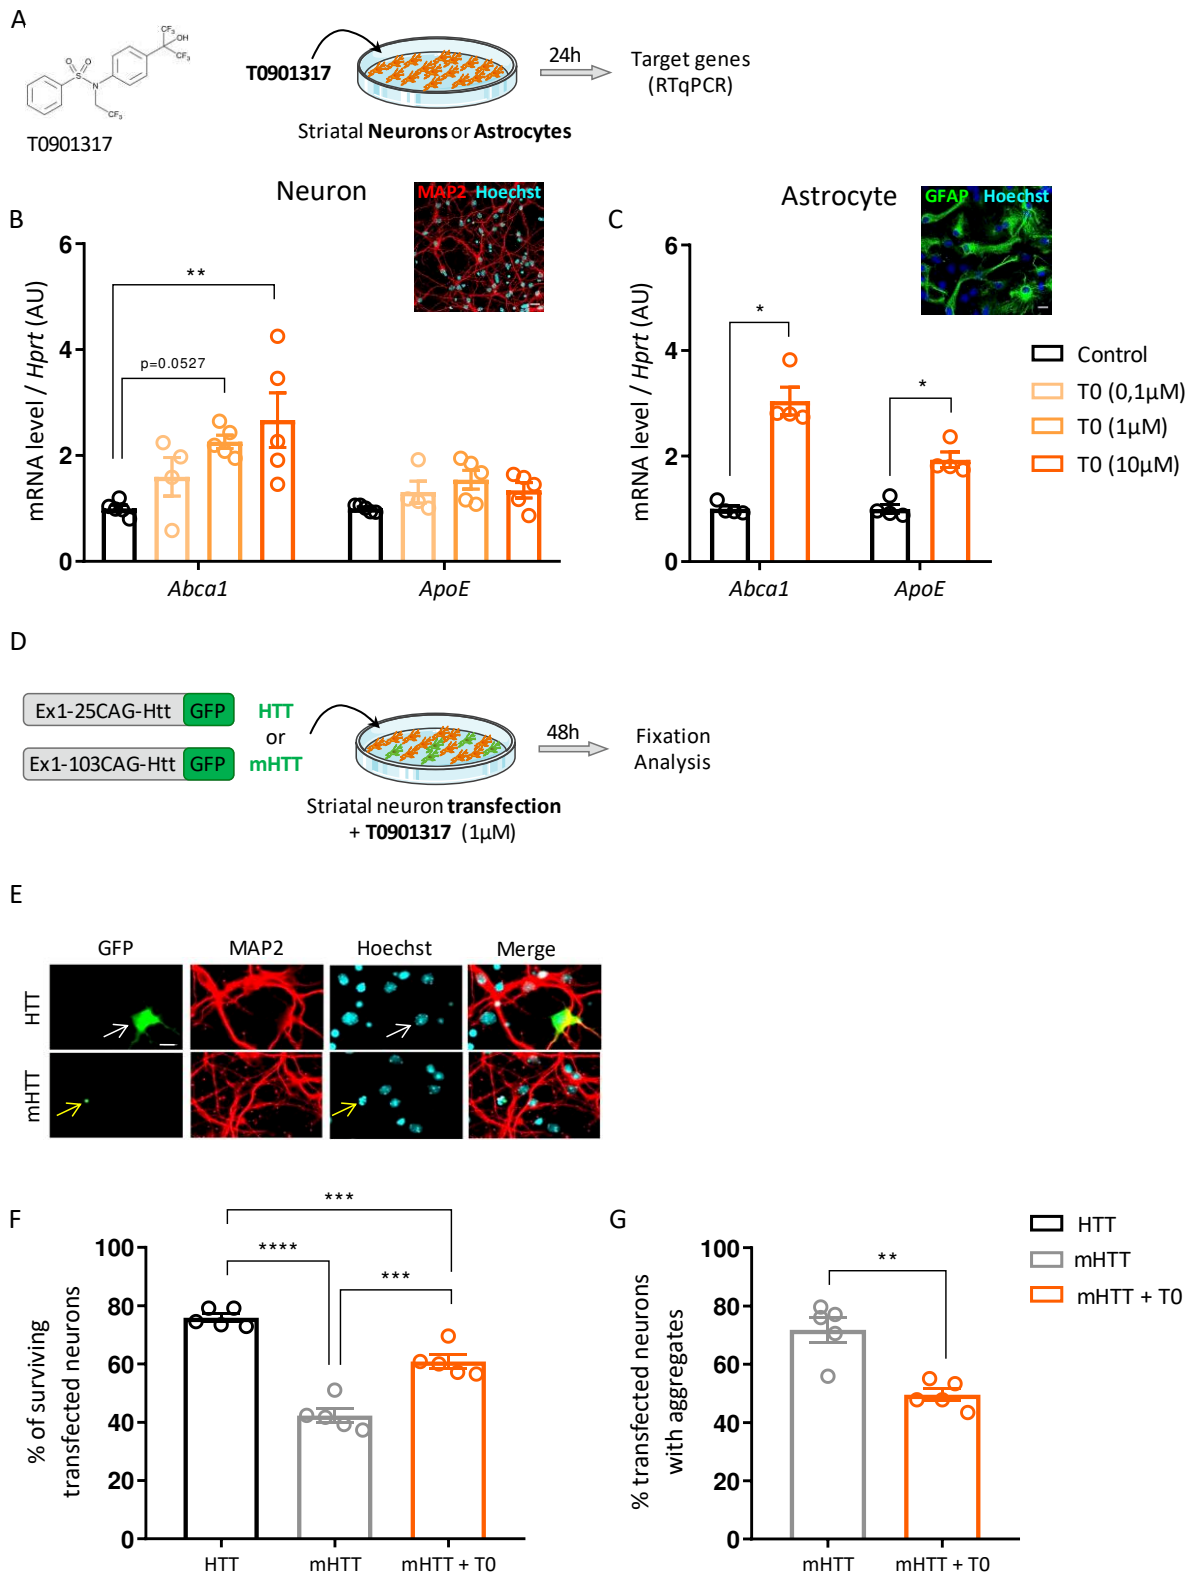 A
CF₃
OH
CF₃
O O
S
N
CF₃
T0901317
T0901317
24h
Target genes
(RTqPCR)
Striatal Neurons or Astrocytes
B
Neuron
MAP2 Hoechst
mRNA level / Hprt (AU)
6
4
2
0
**
p=0.0527
Abca1
ApoE
C
Astrocyte
GFAP Hoechst
mRNA level / Hprt (AU)
6
4
2
0
*
*
Abca1
ApoE
Control
T0 (0,1µM)
T0 (1µM)
T0 (10µM)
D
Ex1-25CAG-Htt GFP
Ex1-103CAG-Htt GFP
HTT
or
mHTT
48h
Fixation
Analysis
Striatal neuron transfection
+ T0901317 (1µM)
E
GFP
MAP2
Hoechst
Merge
HTT
mHTT
F
% of surviving
transfected neurons
100
80
60
40
20
0
***
****
***
HTT
mHTT
mHTT + T0
G
% transfected neurons
with aggregates
100
80
60
40
20
0
**
mHTT
mHTT + T0
HTT
mHTT
mHTT + T0